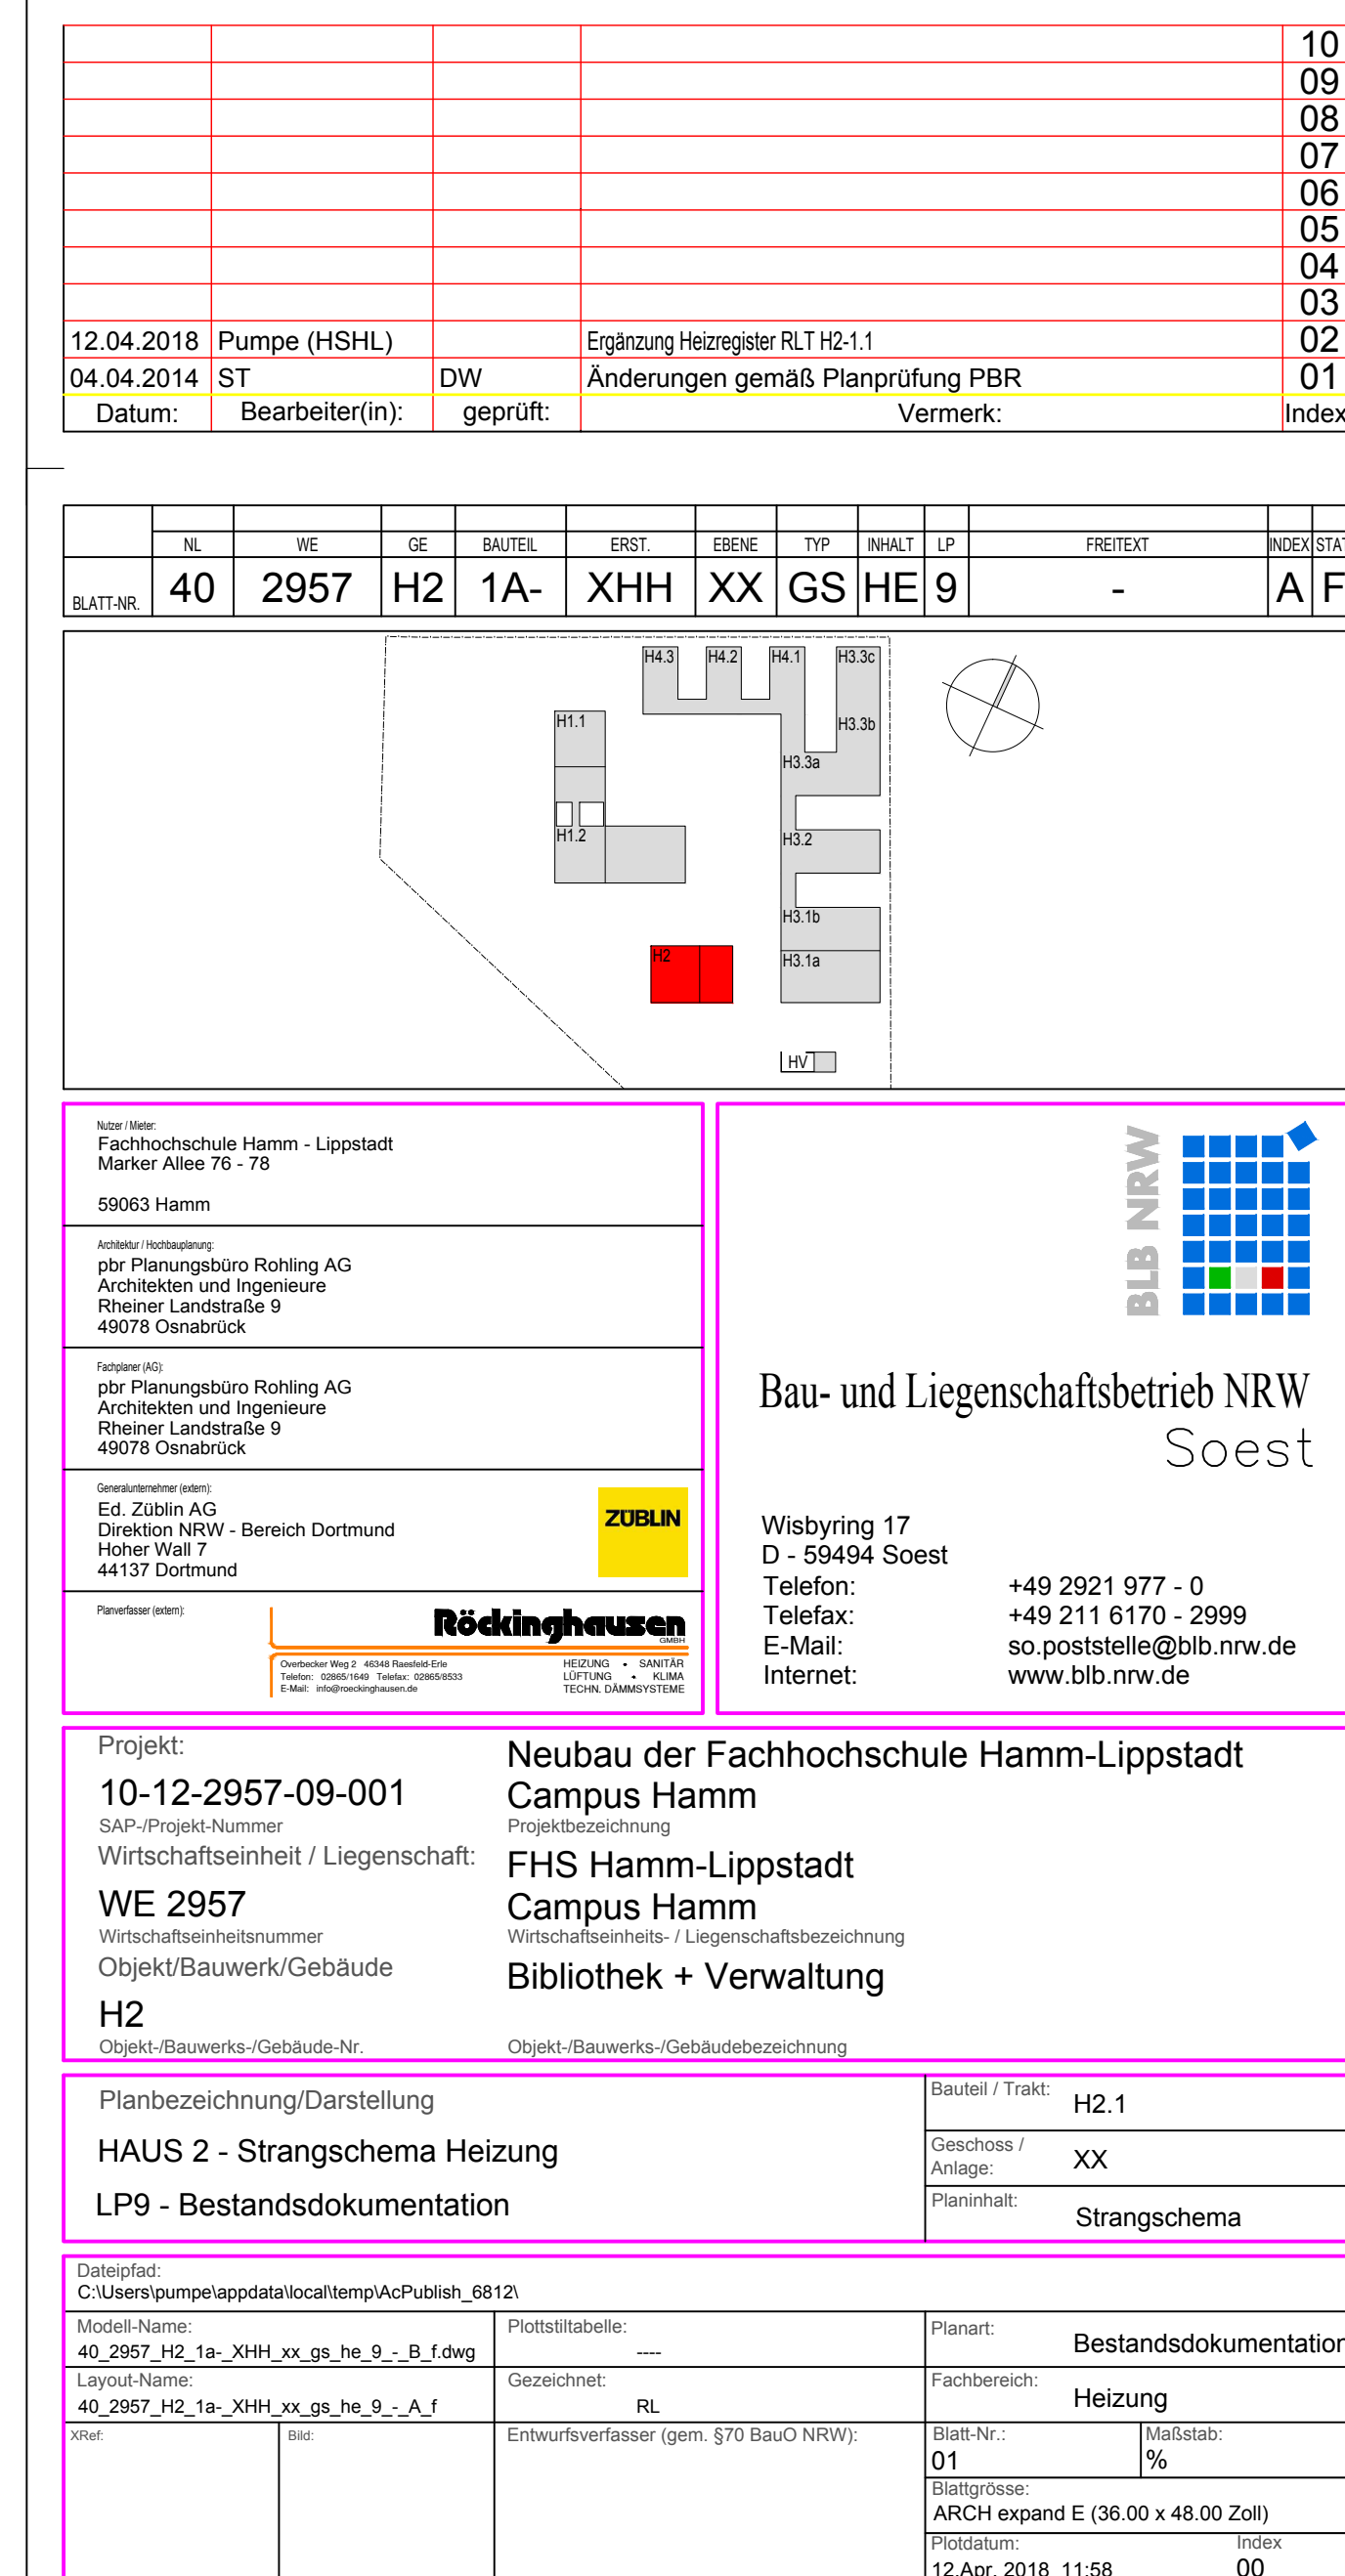 10
09
08
07
06
05
04
03
12.04.2018 Pumpe (HSHL) Ergänzung Heizregister RLT H2-1.1 02
04.04.2014 ST DW Änderungen gemäß Planprüfung PBR 01
Datum: Bearbeiter(in): geprüft: Vermerk: Index
NL WE GE BAUTEIL ERST. EBENE TYP INHALT LP FREITEXT INDEX STAT
BLATT-NR. 40 2957 H2 1A- XHH XX GS HE 9 - A F
H4.3 H4.2 H4.1 H3.3c
H1.1 H3.3b
H3.3a
H1.2 H3.2
H3.1b
H2 H3.1a
HV
Nutzer / Mieter:
Fachhochschule Hamm - Lippstadt
Marker Allee 76 - 78
59063 Hamm
Architektur / Hochbauplanung:
pbr Planungsbüro Rohling AG
Architekten und Ingenieure
Rheiner Landstraße 9
49078 Osnabrück
Fachplaner (AG):
pbr Planungsbüro Rohling AG
Architekten und Ingenieure
Rheiner Landstraße 9
49078 Osnabrück
Generalunternehmer (extern):
Ed. Züblin AG
Direktion NRW - Bereich Dortmund
Hoher Wall 7
44137 Dortmund
ZÜBLIN
Planverfasser (extern):
Röckinghausen
GMBH
Overbecker Weg 2 46348 Raesfeld-Erle
Telefon: 02865/1649 Telefax: 02865/8533
E-Mail: info@roeckinghausen.de
HEIZUNG • SANITÄR
LÜFTUNG • KLIMA
TECHN. DÄMMSYSTEME
BLB NRW
Bau- und Liegenschaftsbetrieb NRW
Soest
Wisbyring 17
D - 59494 Soest
Telefon: +49 2921 977 - 0
Telefax: +49 211 6170 - 2999
E-Mail: so.poststelle@blb.nrw.de
Internet: www.blb.nrw.de
Projekt: Neubau der Fachhochschule Hamm-Lippstadt
10-12-2957-09-001 Campus Hamm
SAP-/Projekt-Nummer Projektbezeichnung
Wirtschaftseinheit / Liegenschaft: FHS Hamm-Lippstadt
WE 2957 Campus Hamm
Wirtschaftseinheitsnummer Wirtschaftseinheits- / Liegenschaftsbezeichnung
Objekt/Bauwerk/Gebäude Bibliothek + Verwaltung
H2
Objekt-/Bauwerks-/Gebäude-Nr. Objekt-/Bauwerks-/Gebäudebezeichnung
Planbezeichnung/Darstellung
HAUS 2 - Strangschema Heizung
LP9 - Bestandsdokumentation
Bauteil / Trakt: H2.1
Geschoss / Anlage: XX
Planinhalt: Strangschema
Dateipfad:
C:\Users\pumpe\appdata\local\temp\AcPublish_6812\
Modell-Name: Plottstiltabelle: Planart:
40_2957_H2_1a-_XHH_xx_gs_he_9_-_B_f.dwg ---- Bestandsdokumentation
Layout-Name: Gezeichnet: Fachbereich:
40_2957_H2_1a-_XHH_xx_gs_he_9_-_A_f RL Heizung
XRef: Bild: Entwurfsverfasser (gem. §70 BauO NRW): Blatt-Nr.: Maßstab:
01 %
Blattgrösse:
ARCH expand E (36.00 x 48.00 Zoll)
Plotdatum: Index
12.Apr. 2018 11:58 00